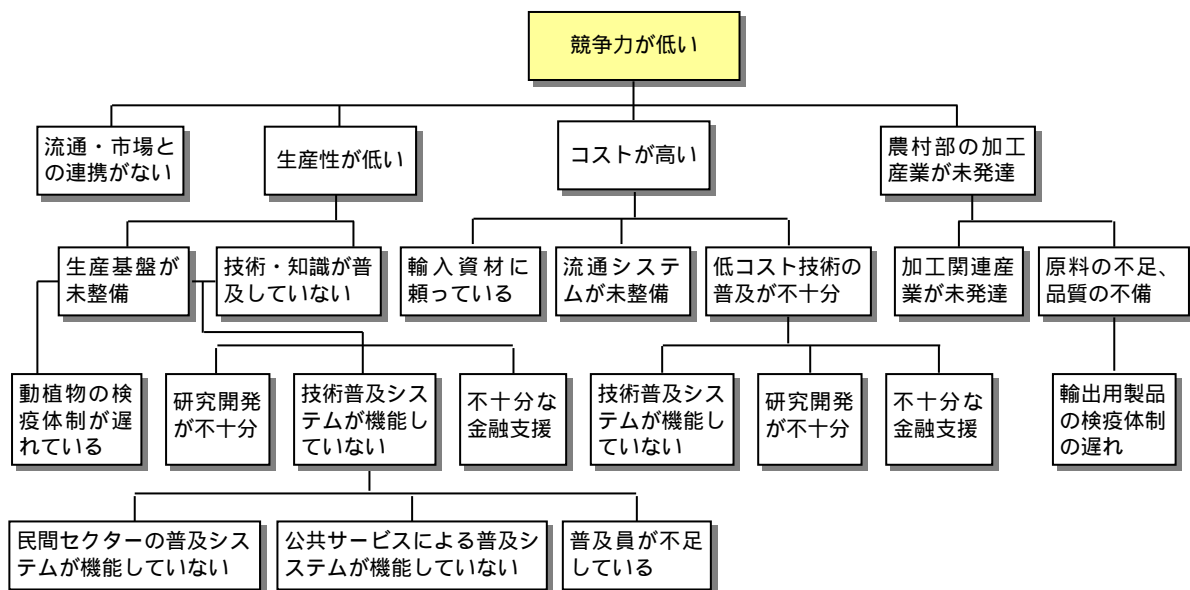 競争力が低い
流通・市場と
の連携がない
生産性が低い
コストが高い
農村部の加工
産業が未発達
生産基盤が
未整備
技術・知識が普
及していない
輸入資材に
頼っている
流通システ
ムが未整備
低コスト技術の
普及が不十分
加工関連産
業が未発達
原料の不足、
品質の不備
動植物の検
疫体制が遅
れている
研究開発
が不十分
技術普及シス
テムが機能し
ていない
不十分な
金融支援
技術普及シス
テムが機能し
ていない
研究開発
が不十分
不十分な
金融支援
輸出用製品
の検疫体制
の遅れ
民間セクターの普及シス
テムが機能していない
公共サービスによる普及シ
ステムが機能していない
普及員が不足
している